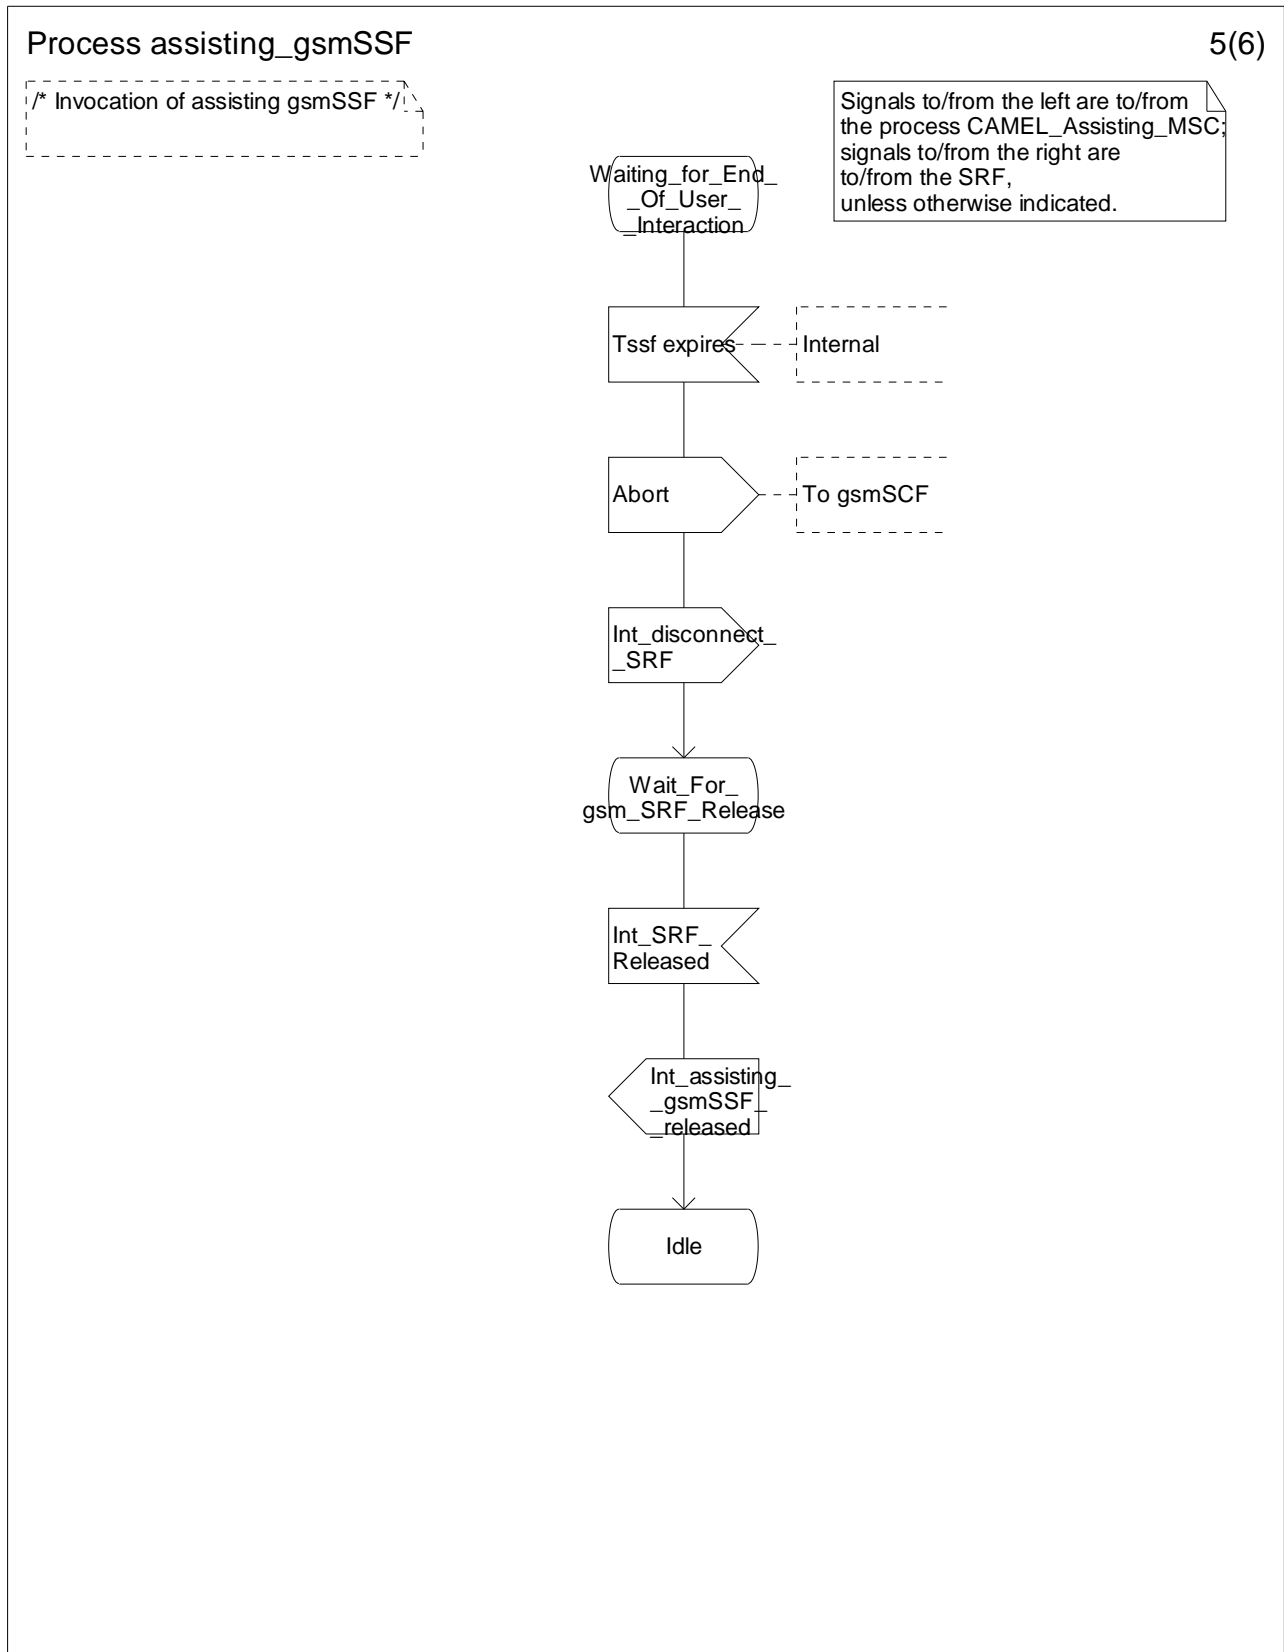 Process assisting_gsmSSF
5(6)
/* Invocation of assisting gsmSSF */
Signals to/from the left are to/from
the process CAMEL_Assisting_MSC;
signals to/from the right are
to/from the SRF,
unless otherwise indicated.
Waiting_for_End_
_Of_User_
_Interaction
Tssf expires
Internal
Abort
To gsmSCF
Int_disconnect_
_SRF
Wait_For_
gsm_SRF_Release
Int_SRF_
Released
Int_assisting_
_gsmSSF_
_released
Idle